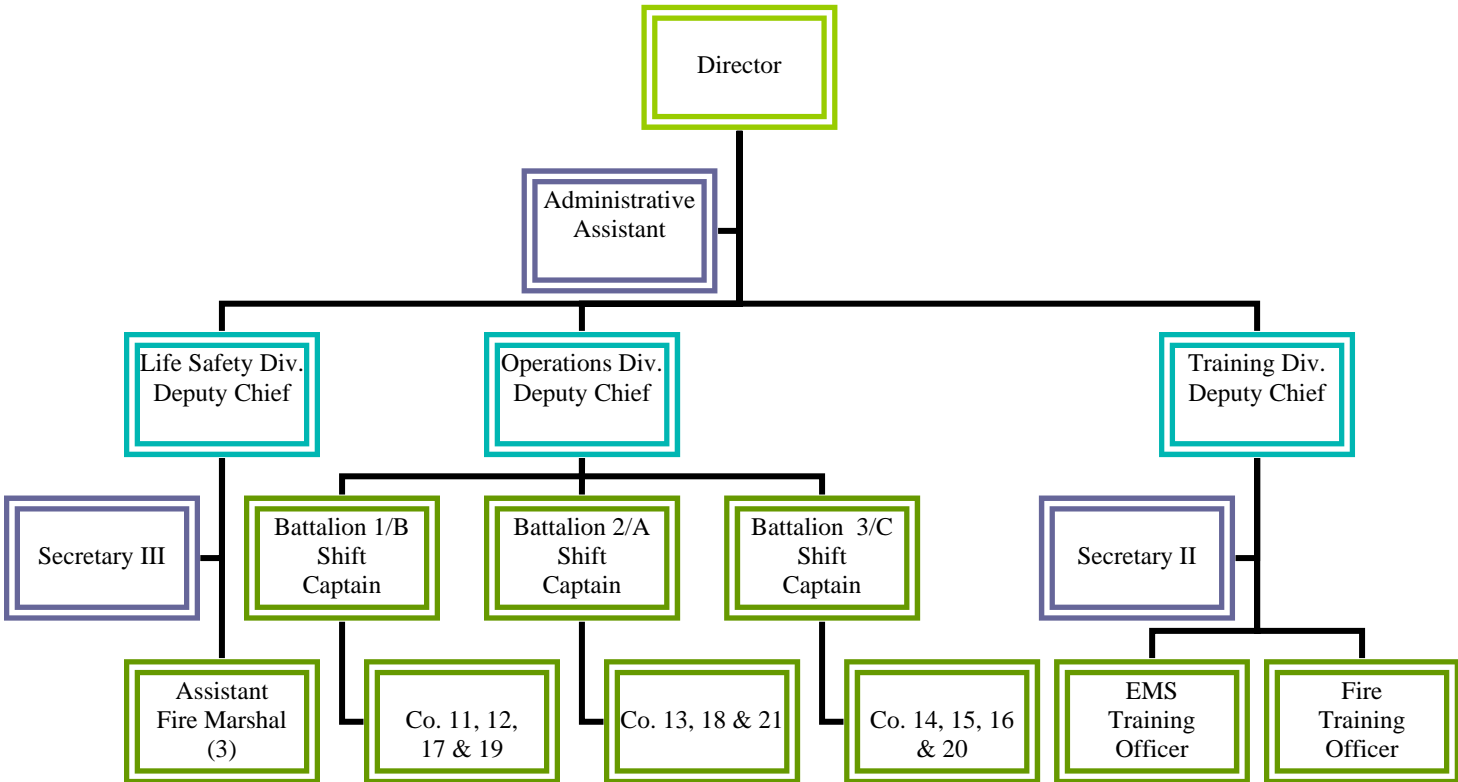 Director
Administrative
Assistant
Life Safety Div.
Deputy Chief
Operations Div.
Deputy Chief
Training Div.
Deputy Chief
Secretary III
Battalion 1/B
Shift
Captain
Battalion 2/A
Shift
Captain
Battalion 3/C
Shift
Captain
Secretary II
Assistant
Fire Marshal
(3)
Co. 11, 12,
17 & 19
Co. 13, 18 & 21
Co. 14, 15, 16
& 20
EMS
Training
Officer
Fire
Training
Officer